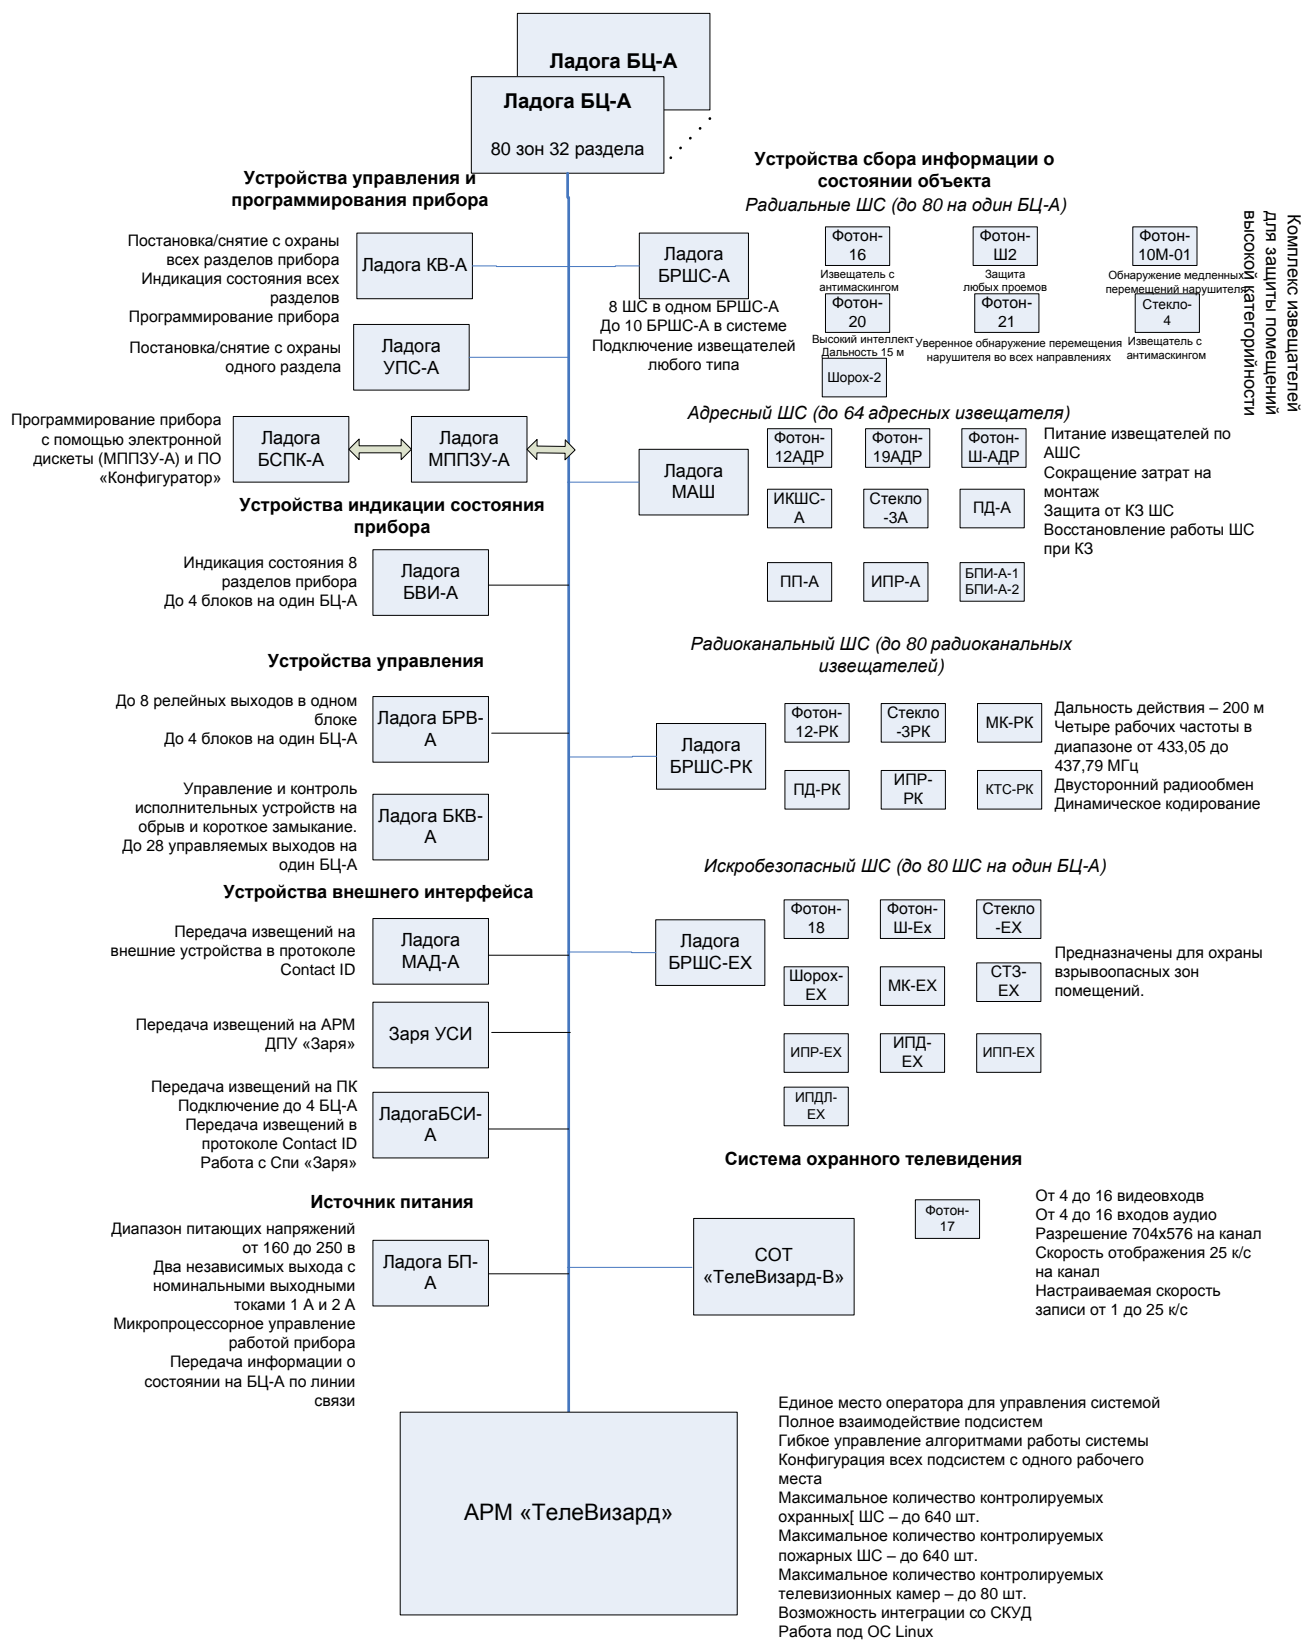 Ладога БЦ-А
Ладога БЦ-А
80 зон 32 раздела
Устройства управления и
программирования прибора
Постановка/снятие с охраны
всех разделов прибора
Индикация состояния всех
разделов
Программирование прибора
Ладога КВ-А
Постановка/снятие с охраны
одного раздела
Ладога
УПС-А
Программирование прибора
с помощью электронной
дискеты (МППЗУ-А) и ПО
«Конфигуратор»
Ладога
БСПК-А
Ладога
МППЗУ-А
Устройства индикации состояния
прибора
Индикация состояния 8
разделов прибора
До 4 блоков на один БЦ-А
Ладога
БВИ-А
Устройства управления
До 8 релейных выходов в одном
блоке
До 4 блоков на один БЦ-А
Ладога БРВ-
А
Управление и контроль
исполнительных устройств на
обрыв и короткое замыкание.
До 28 управляемых выходов на
один БЦ-А
Ладога БКВ-
А
Устройства внешнего интерфейса
Передача извещений на
внешние устройства в протоколе
Contact ID
Ладога
МАД-А
Передача извещений на АРМ
ДПУ «Заря»
Заря УСИ
Передача извещений на ПК
Подключение до 4 БЦ-А
Передача извещений в
протоколе Contact ID
Работа с Спи «Заря»
ЛадогаБСИ-
А
Источник питания
Диапазон питающих напряжений
от 160 до 250 в
Два независимых выхода с
номинальными выходными
токами 1 А и 2 А
Микропроцессорное управление
работой прибора
Передача информации о
состоянии на БЦ-А по линии
связи
Ладога БП-
А
Устройства сбора информации о
состоянии объекта
Радиальные ШС (до 80 на один БЦ-А)
Ладога
БРШС-А
8 ШС в одном БРШС-А
До 10 БРШС-А в системе
Подключение извещателей
любого типа
Фотон-
16
Извещатель с
антимаскингом
Фотон-
Ш2
Защита
любых проемов
Фотон-
10М-01
Обнаружение медленных
перемещений нарушителя
Фотон-
20
Высокий интеллект
Дальность 15 м
Фотон-
21
Уверенное обнаружение перемещения
нарушителя во всех направлениях
Стекло-
4
Извещатель с
антимаскингом
Шорох-2
Комплекс извещателей
для защиты помещений
высокой категорийности
Адресный ШС (до 64 адресных извещателя)
Ладога
МАШ
Фотон-
12АДР
Фотон-
19АДР
Фотон-
Ш-АДР
ИКШС-
А
Стекло
-3А
ПД-А
ПП-А
ИПР-А
БПИ-А-1
БПИ-А-2
Питание извещателей по
АШС
Сокращение затрат на
монтаж
Защита от КЗ ШС
Восстановление работы ШС
при КЗ
Радиоканальный ШС (до 80 радиоканальных
извещателей)
Ладога
БРШС-РК
Фотон-
12-РК
Стекло
-3РК
МК-РК
ПД-РК
ИПР-
РК
КТС-РК
Дальность действия – 200 м
Четыре рабочих частоты в
диапазоне от 433,05 до
437,79 МГц
Двусторонний радиообмен
Динамическое кодирование
Искробезопасный ШС (до 80 ШС на один БЦ-А)
Ладога
БРШС-ЕХ
Фотон-
18
Фотон-
Ш-Ех
Стекло
-ЕХ
Шорох-
ЕХ
МК-ЕХ
СТЗ-
ЕХ
ИПР-ЕХ
ИПД-
ЕХ
ИПП-ЕХ
ИПДЛ-
ЕХ
Предназначены для охраны
взрывоопасных зон
помещений.
Система охранного телевидения
СОТ
«ТелеВизард-В»
Фотон-
17
От 4 до 16 видеовходв
От 4 до 16 входов аудио
Разрешение 704х576 на канал
Скорость отображения 25 к/с
на канал
Настраиваемая скорость
записи от 1 до 25 к/с
АРМ «ТелеВизард»
Единое место оператора для управления системой
Полное взаимодействие подсистем
Гибкое управление алгоритмами работы системы
Конфигурация всех подсистем с одного рабочего
места
Максимальное количество контролируемых
охранных[ ШС – до 640 шт.
Максимальное количество контролируемых
пожарных ШС – до 640 шт.
Максимальное количество контролируемых
телевизионных камер – до 80 шт.
Возможность интеграции со СКУД
Работа под ОС Linux